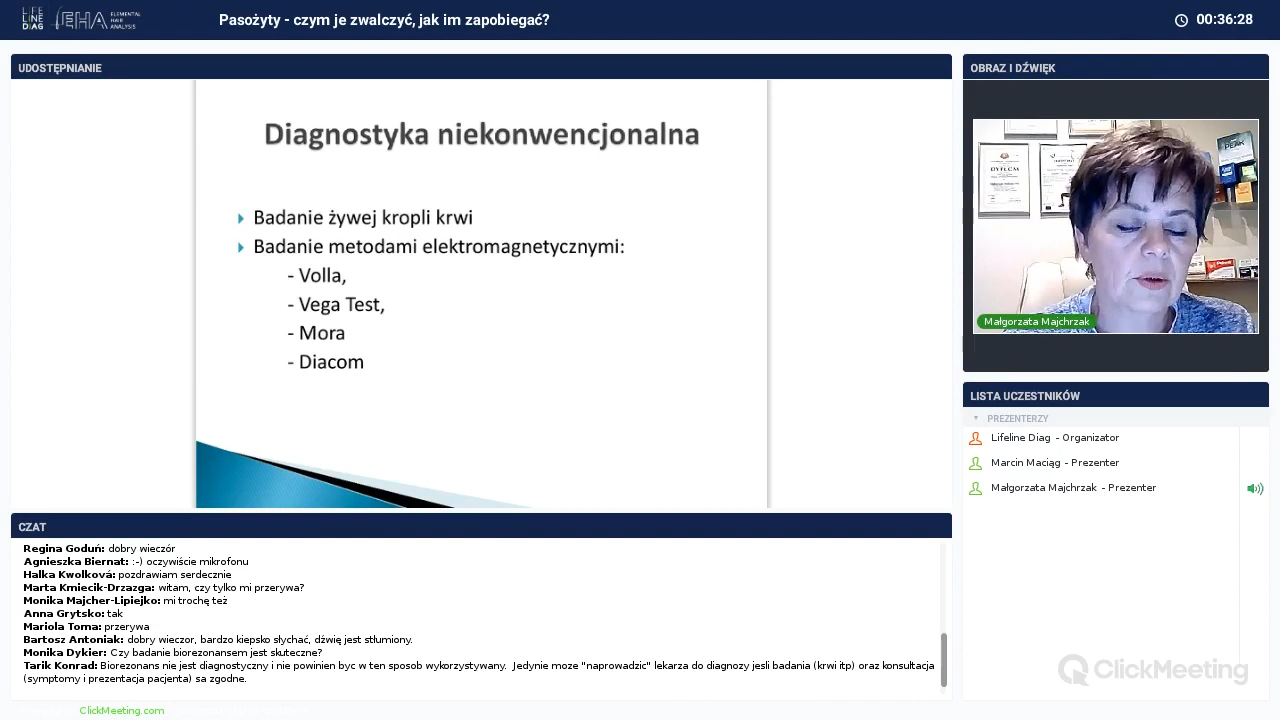 LIFE
LINE
DIAG
EHA
ELEMENTAL
HAIR
ANALYSIS
Pasożyty - czym je zwalczyć, jak im zapobiegać?
00:36:28
UDOSTĘPNIANIE
Diagnostyka niekonwencjonalna
Badanie żywej kropli krwi
Badanie metodami elektromagnetycznymi:
- Volla,
- Vega Test,
- Mora
- Diacom
OBRAZ I DŹWIĘK
DYPLOM
PEAK
Małgorzata Majchrzak
LISTA UCZESTNIKÓW
PREZENTERZY
Lifeline Diag - Organizator
Marcin Maciąg - Prezenter
Małgorzata Majchrzak - Prezenter
CZAT
Regina Goduń: dobry wieczór
Agnieszka Biernat: :-) oczywiście mikrofonu
Halka Kwolková: pozdrawiam serdecznie
Marta Kmiecik-Drzazga: witam, czy tylko mi przerywa?
Monika Majcher-Lipiejko: mi trochę też
Anna Grytsko: tak
Mariola Toma: przerywa
Bartosz Antoniak: dobry wieczor, bardzo kiepsko słychać, dźwię jest stłumiony.
Monika Dykier: Czy badanie biorezonansem jest skuteczne?
Tarik Konrad: Biorezonans nie jest diagnostyczny i nie powinien byc w ten sposob wykorzystywany. Jedynie moze "naprowadzic" lekarza do diagnozy jesli badania (krwi itp) oraz konsultacja
(symptomy i prezentacja pacjenta) sa zgodne.
ClickMeeting
ClickMeeting.com